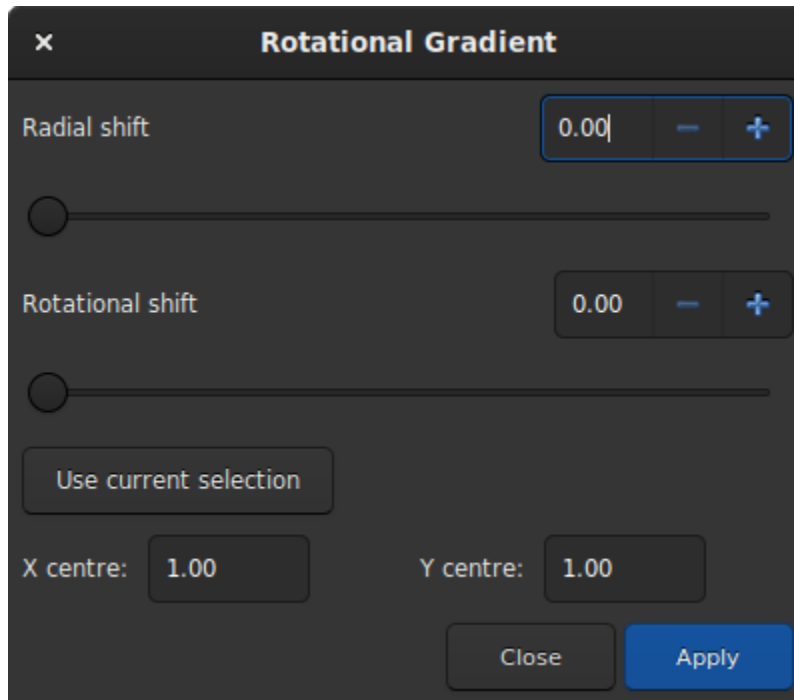 Rotational Gradient
Radial shift 0.00
Rotational shift 0.00
Use current selection
X centre: 1.00 Y centre: 1.00
Close Apply